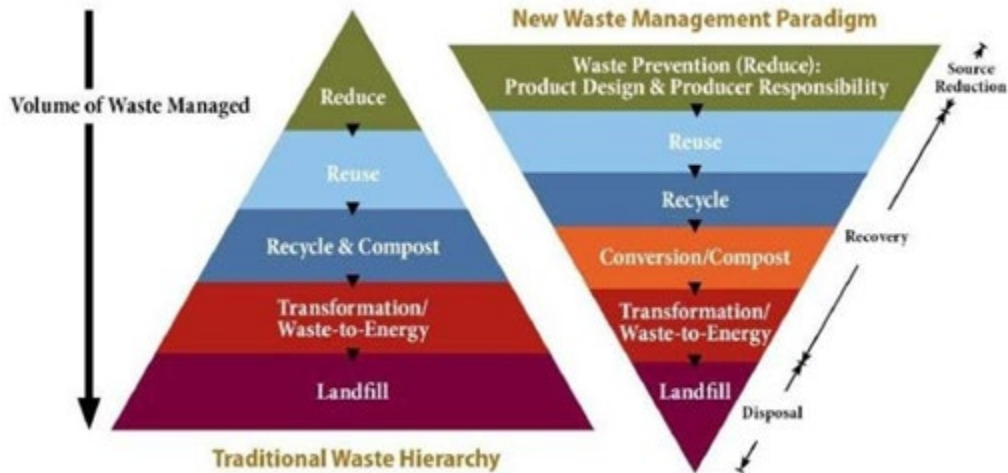 New Waste Management Paradigm
Volume of Waste Managed
Reduce
Reuse
Recycle & Compost
Transformation/
Waste-to-Energy
Landfill
Traditional Waste Hierarchy
Waste Prevention (Reduce):
Product Design & Producer Responsibility
Reuse
Recycle
Conversion/Compost
Transformation/
Waste-to-Energy
Landfill
Source
Reduction
Recovery
Disposal